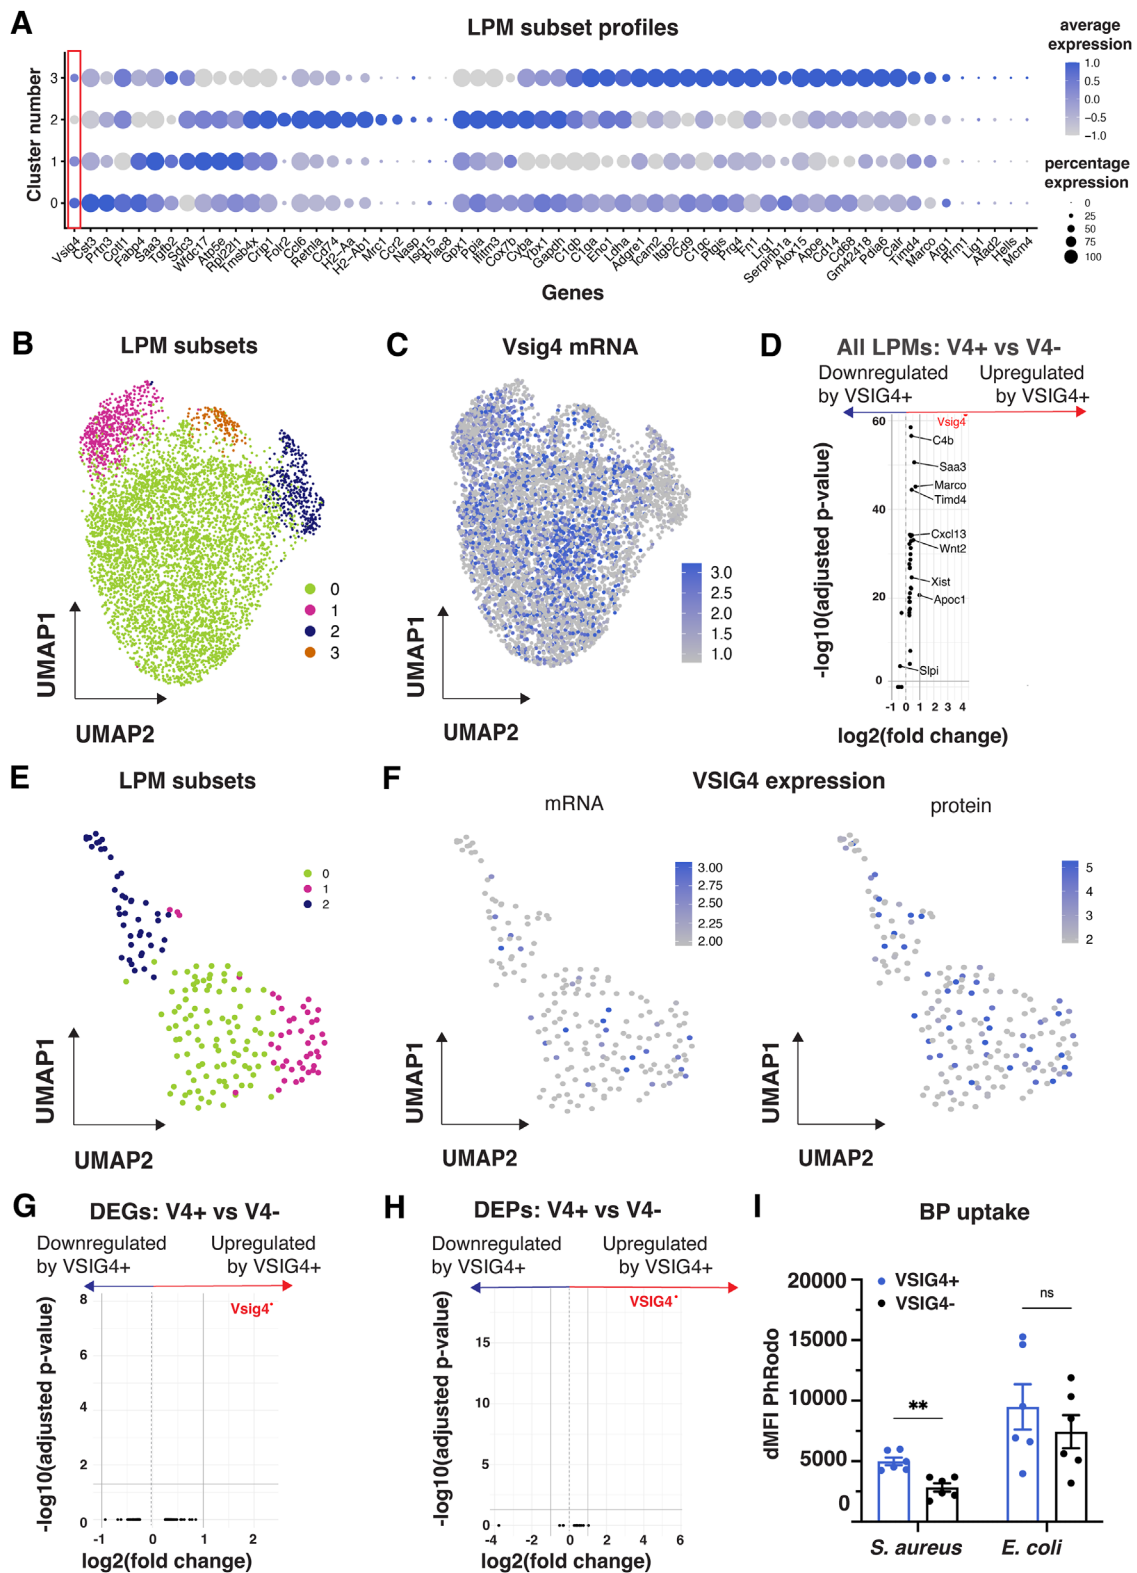 A
LPM subset profiles
average
expression
1.0
0.5
0.0
−0.5
−1.0
percentage
expression
0
25
50
75
100
Cluster number
3
2
1
0
Vsig4 Cst3 Prtn3 Cotl1 Fabp4 Saa3 Tgfb2 Sdc3 Wfdc17 Atp5e Rpl22l1 Tmsb4x Crip1 Folr2 Ccl6 Retnla Cd74 H2−Aa H2−Ab1 Mrc1 Ccr2 Nasp Isg15 Plac8 Gpx1 Ppia Ifitm3 Cox7b Cyba Ybx1 Gapdh C1qb C1qa Eno1 Ldha Adgre1 Icam2 Itgb2 Cd9 C1qc Ptgis Prg4 Fn1 Lrg1 Serpinb1a Alox15 Apoe Cd14 Cd68 Gm42418 Pdia6 Calr Timd4 Marco Arg1 Rrm1 Lig1 Atad2 Hells Mcm4
Genes
B
LPM subsets
0
1
2
3
UMAP1
UMAP2
C
Vsig4 mRNA
3.0
2.5
2.0
1.5
1.0
UMAP1
UMAP2
D
All LPMs: V4+ vs V4-
Downregulated
by VSIG4+
Upregulated
by VSIG4+
-log10(adjusted p-value)
60
40
20
0
Vsig4
C4b
Saa3
Marco
Timd4
Cxcl13
Wnt2
Xist
Apoc1
Slpi
-1 0 1 2 3 4
log2(fold change)
E
LPM subsets
0
1
2
UMAP1
UMAP2
F
VSIG4 expression
mRNA
3.00
2.75
2.50
2.25
2.00
UMAP1
UMAP2
protein
5
4
3
2
UMAP1
UMAP2
G
DEGs: V4+ vs V4-
Downregulated
by VSIG4+
Upregulated
by VSIG4+
-log10(adjusted p-value)
8
6
4
2
0
Vsig4
-1 0 1 2
log2(fold change)
H
DEPs: V4+ vs V4-
Downregulated
by VSIG4+
Upregulated
by VSIG4+
-log10(adjusted p-value)
15
10
5
0
VSIG4
-4 -2 0 2 4 6
log2(fold change)
I
BP uptake
VSIG4+
VSIG4-
dMFI PhRodo
20000
15000
10000
5000
0
**
ns
S. aureus
E. coli